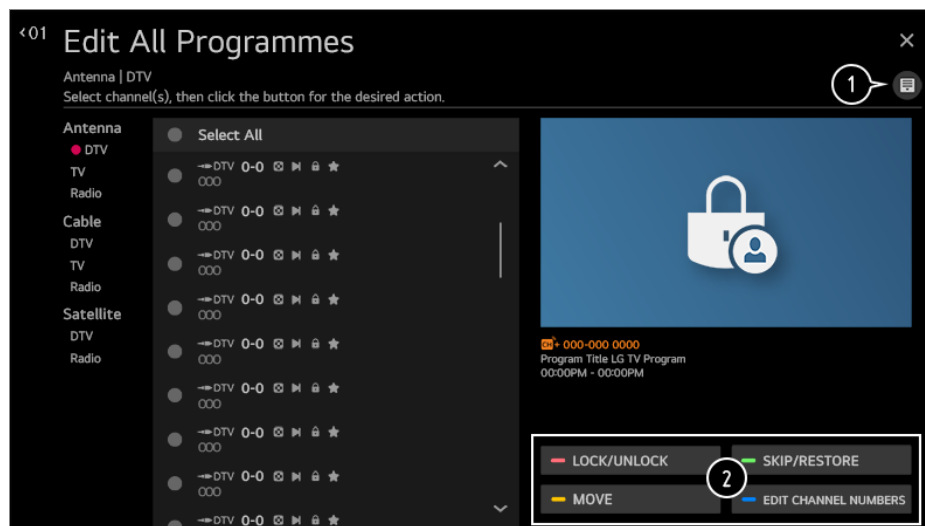 <01 Edit All Programmes
Antenna | DTV
Select channel(s), then click the button for the desired action.
1
Antenna
DTV
TV
Radio
Cable
DTV
TV
Radio
Satellite
DTV
Radio
Select All
DTV 0-0
000
DTV 0-0
000
DTV 0-0
000
DTV 0-0
000
DTV 0-0
000
DTV 0-0
000
DTV 0-0
000
DTV 0-0
000
DTV 0-0
CH + 000-000 0000
Program Title LG TV Program
00:00PM - 00:00PM
LOCK/UNLOCK
SKIP/RESTORE
2
MOVE
EDIT CHANNEL NUMBERS